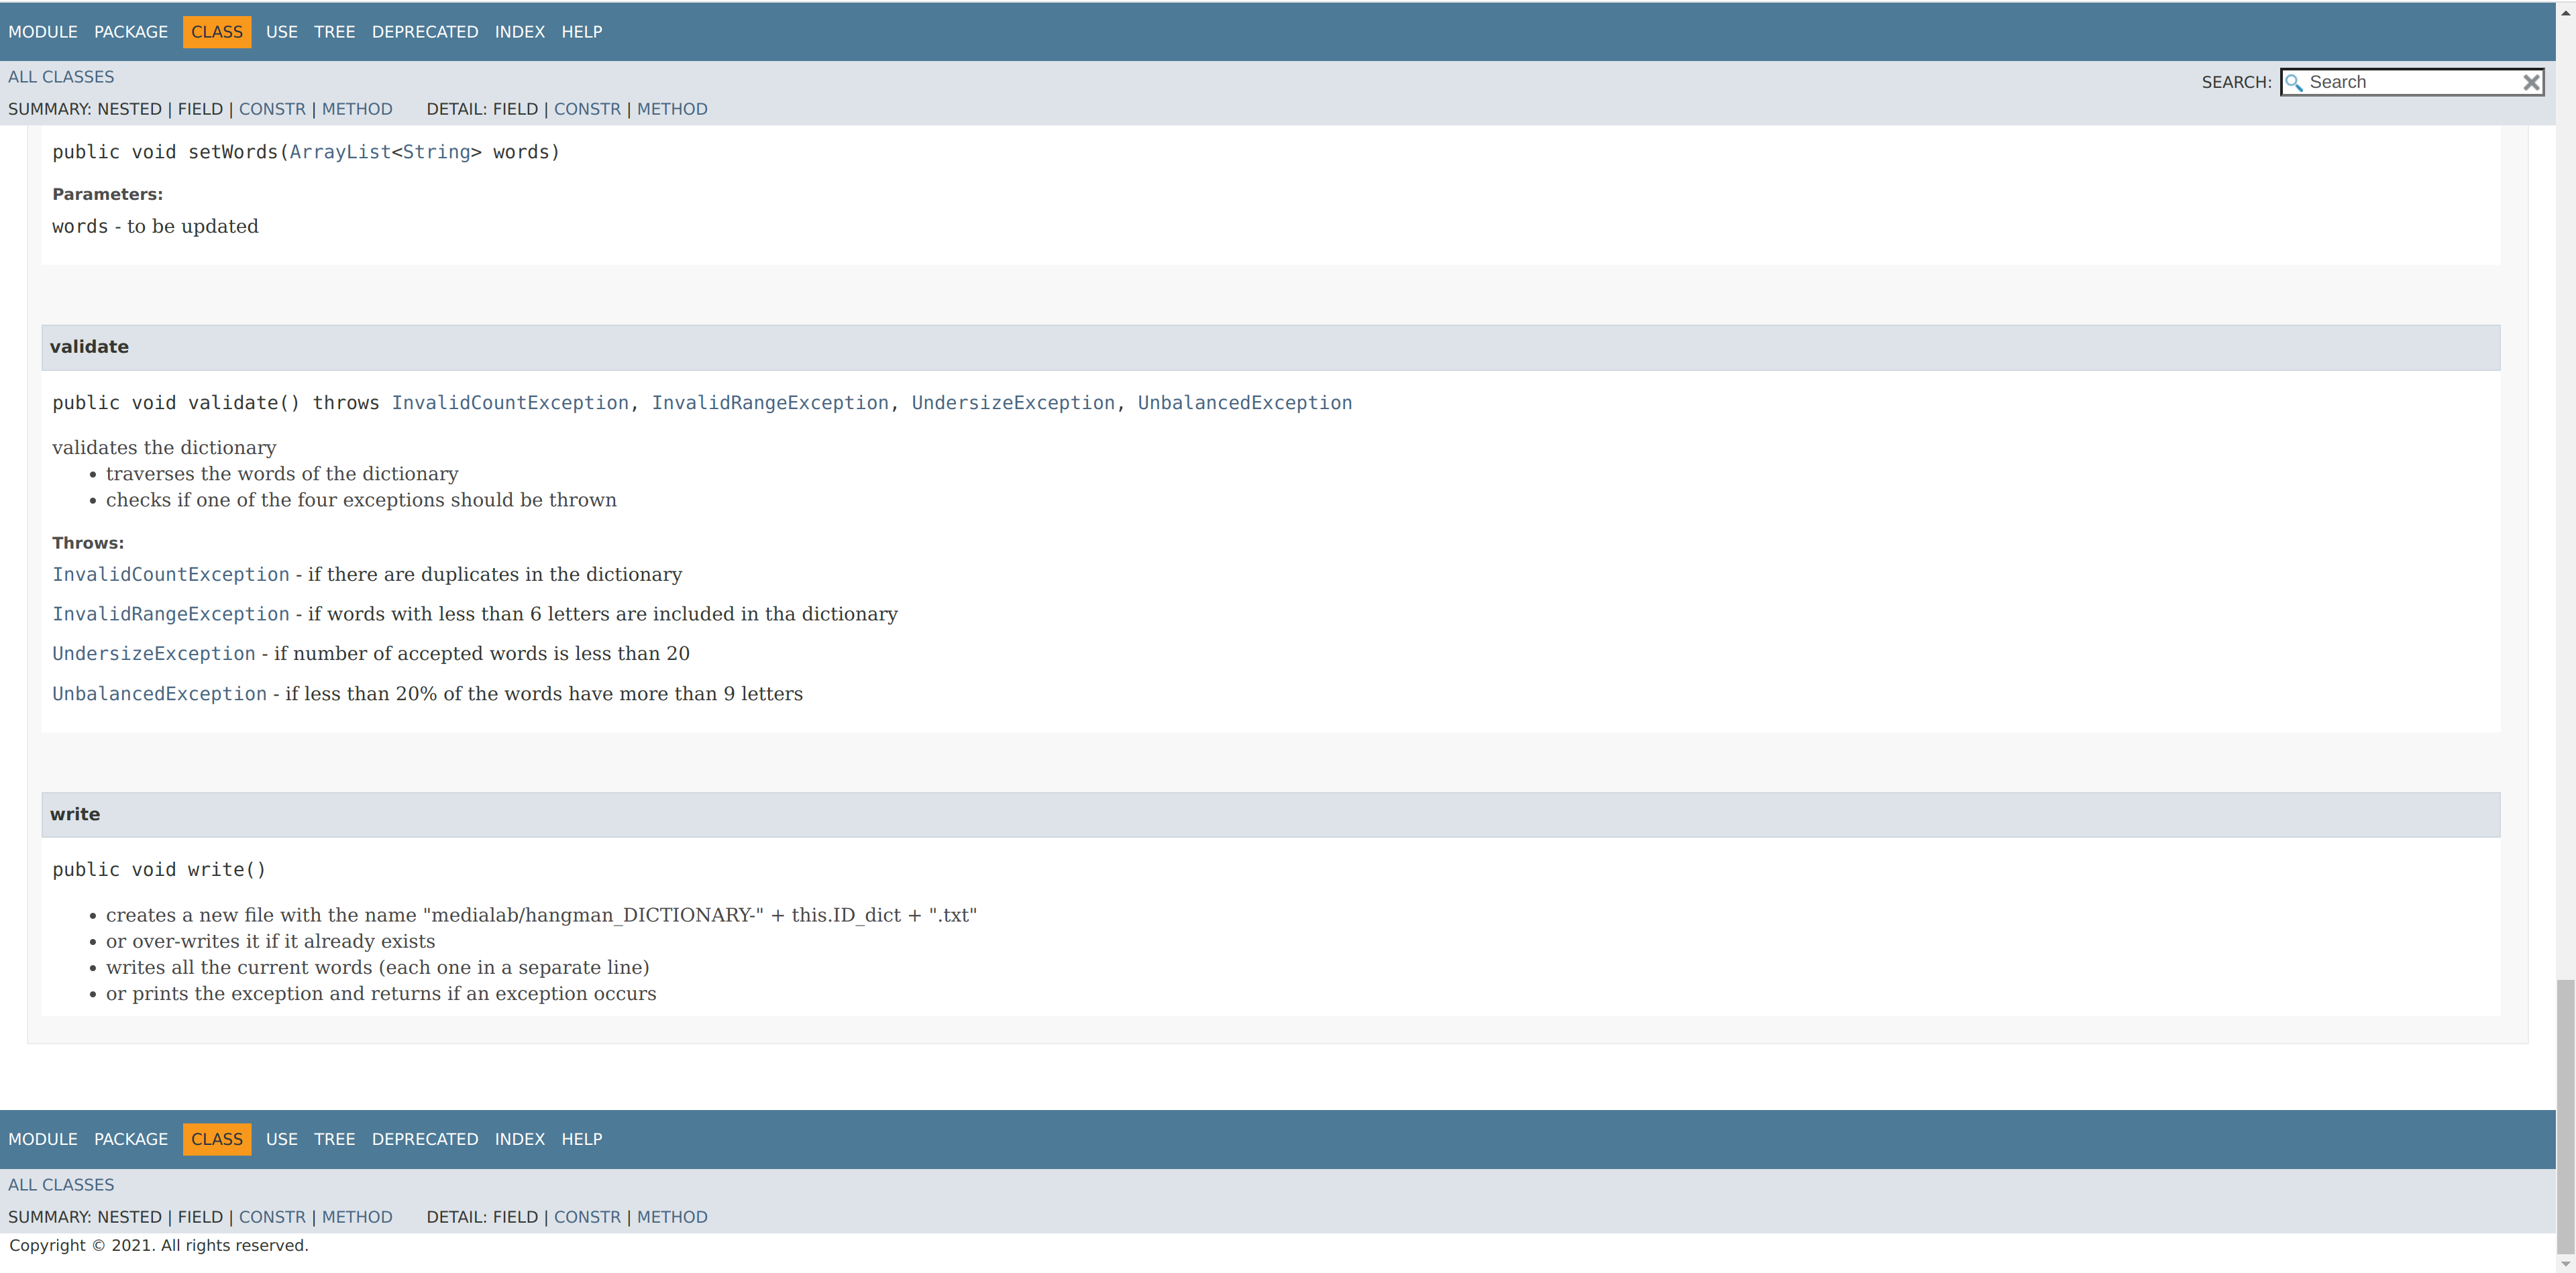 MODULE PACKAGE CLASS USE TREE DEPRECATED INDEX HELP
ALL CLASSES
SEARCH: Search
SUMMARY: NESTED | FIELD | CONSTR | METHOD DETAIL: FIELD | CONSTR | METHOD
public void setWords(ArrayList<String> words)
Parameters:
words - to be updated
validate
public void validate() throws InvalidCountException, InvalidRangeException, UndersizeException, UnbalancedException
validates the dictionary
• traverses the words of the dictionary
• checks if one of the four exceptions should be thrown
Throws:
InvalidCountException - if there are duplicates in the dictionary
InvalidRangeException - if words with less than 6 letters are included in tha dictionary
UndersizeException - if number of accepted words is less than 20
UnbalancedException - if less than 20% of the words have more than 9 letters
write
public void write()
• creates a new file with the name "medialab/hangman_DICTIONARY-" + this.ID_dict + ".txt"
• or over-writes it if it already exists
• writes all the current words (each one in a separate line)
• or prints the exception and returns if an exception occurs
MODULE PACKAGE CLASS USE TREE DEPRECATED INDEX HELP
ALL CLASSES
SUMMARY: NESTED | FIELD | CONSTR | METHOD DETAIL: FIELD | CONSTR | METHOD
Copyright © 2021. All rights reserved.